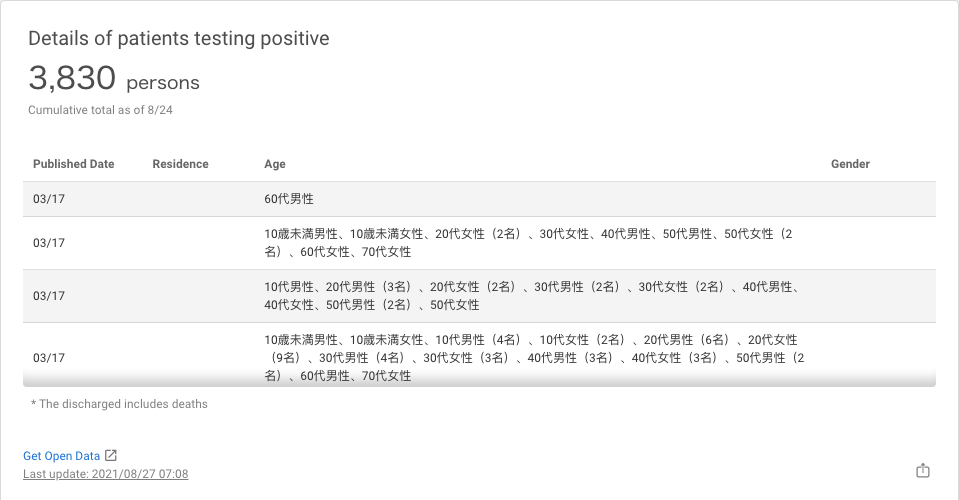 Details of patients testing positive
3,830 persons
Cumulative total as of 8/24
Published Date Residence Age Gender
03/17 60代男性
03/17 10歳未満男性、10歳未満女性、20代女性（2名）、30代女性、40代男性、50代男性、50代女性（2
名）、60代女性、70代女性
03/17 10代男性、20代男性（3名）、20代女性（2名）、30代男性（2名）、30代女性（2名）、40代男性、
40代女性、50代男性（2名）、50代女性
03/17 10歳未満男性、10歳未満女性、10代男性（4名）、10代女性（2名）、20代男性（6名）、20代女性
（9名）、30代男性（4名）、30代女性（3名）、40代男性（3名）、40代女性（3名）、50代男性（2
名）、60代男性、70代女性
* The discharged includes deaths
Get Open Data
Last update: 2021/08/27 07:08